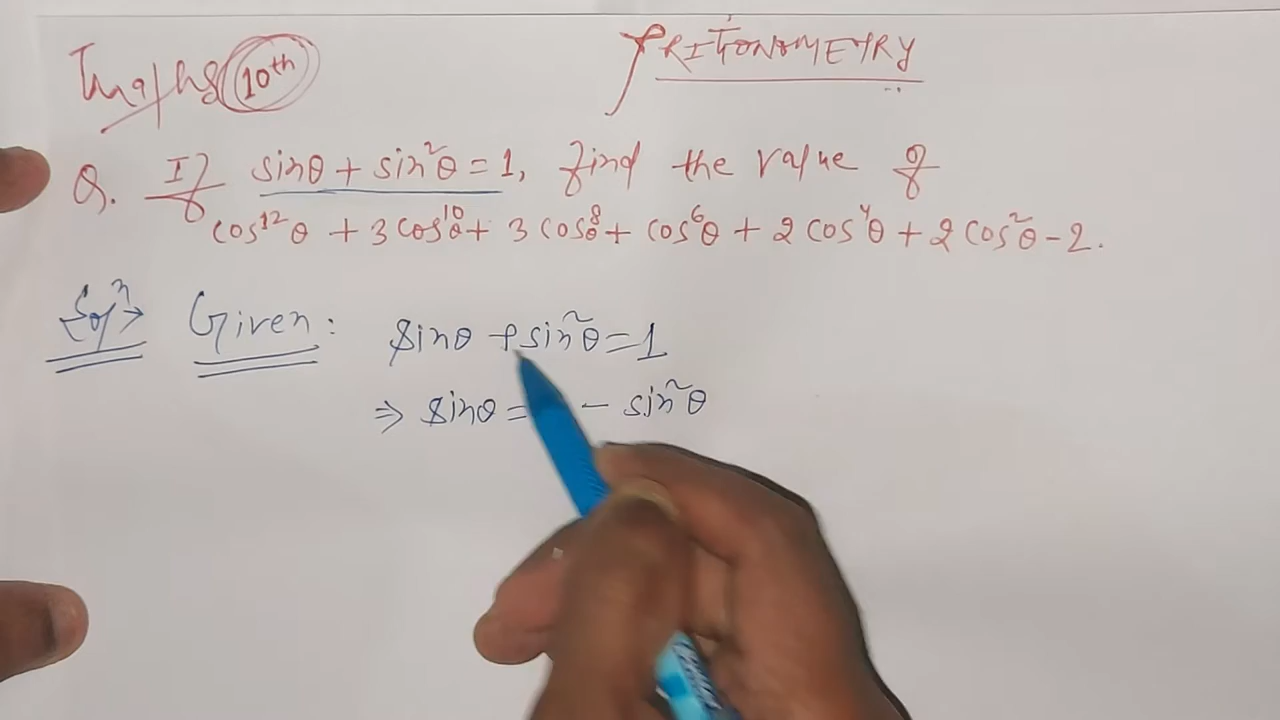 Maths 10th
TRIGONOMETRY
Q. If sinθ + sin²θ = 1, find the value of
cos¹²θ + 3cos¹⁰θ + 3cos⁸θ + cos⁶θ + 2cos⁴θ + 2cos²θ - 2.
Solⁿ→ Given: sinθ + sin²θ = 1
⇒ sinθ = - sin²θ